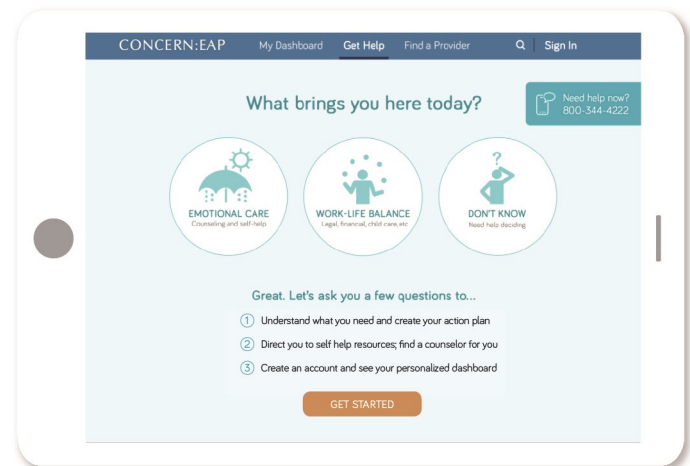 CONCERN:EAP My Dashboard Get Help Find a Provider Sign In
What brings you here today?
Need help now?
800-344-4222
?
EMOTIONAL CARE
Counseling and self-help
WORK-LIFE BALANCE
Legal, financial, child care, etc
DON'T KNOW
Need help deciding
Great. Let's ask you a few questions to...
1 Understand what you need and create your action plan
2 Direct you to self help resources; find a counselor for you
3 Create an account and see your personalized dashboard
GET STARTED